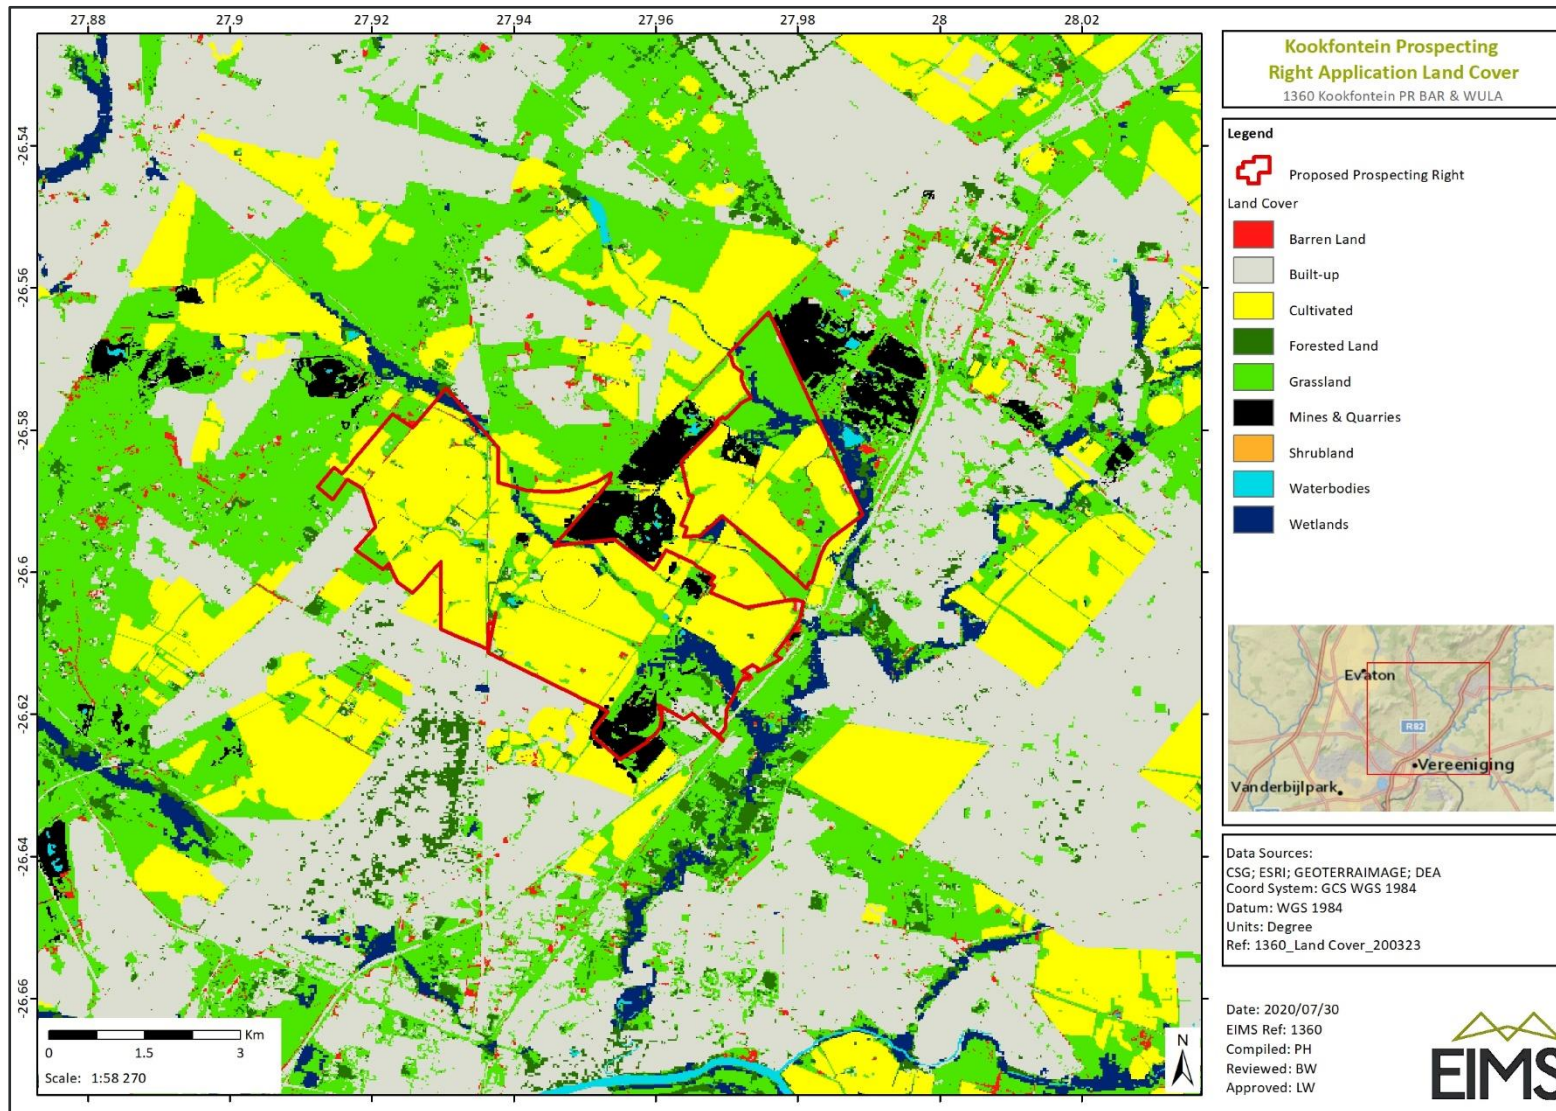 27.88 27.9 27.92 27.94 27.96 27.98 28 28.02
-26.54
-26.56
-26.58
-26.6
-26.62
-26.64
-26.66
Km
0 1.5 3
Scale: 1:58 270
N
Kookfontein Prospecting
Right Application Land Cover
1360 Kookfontein PR BAR & WULA
Legend
Proposed Prospecting Right
Land Cover
Barren Land
Built-up
Cultivated
Forested Land
Grassland
Mines & Quarries
Shrubland
Waterbodies
Wetlands
Evaton
R82
Vereeniging
Vanderbijlpark
Data Sources:
CSG; ESRI; GEOTERRAIMAGE; DEA
Coord System: GCS WGS 1984
Datum: WGS 1984
Units: Degree
Ref: 1360_Land Cover_200323
Date: 2020/07/30
EIMS Ref: 1360
Compiled: PH
Reviewed: BW
Approved: LW
EIMS